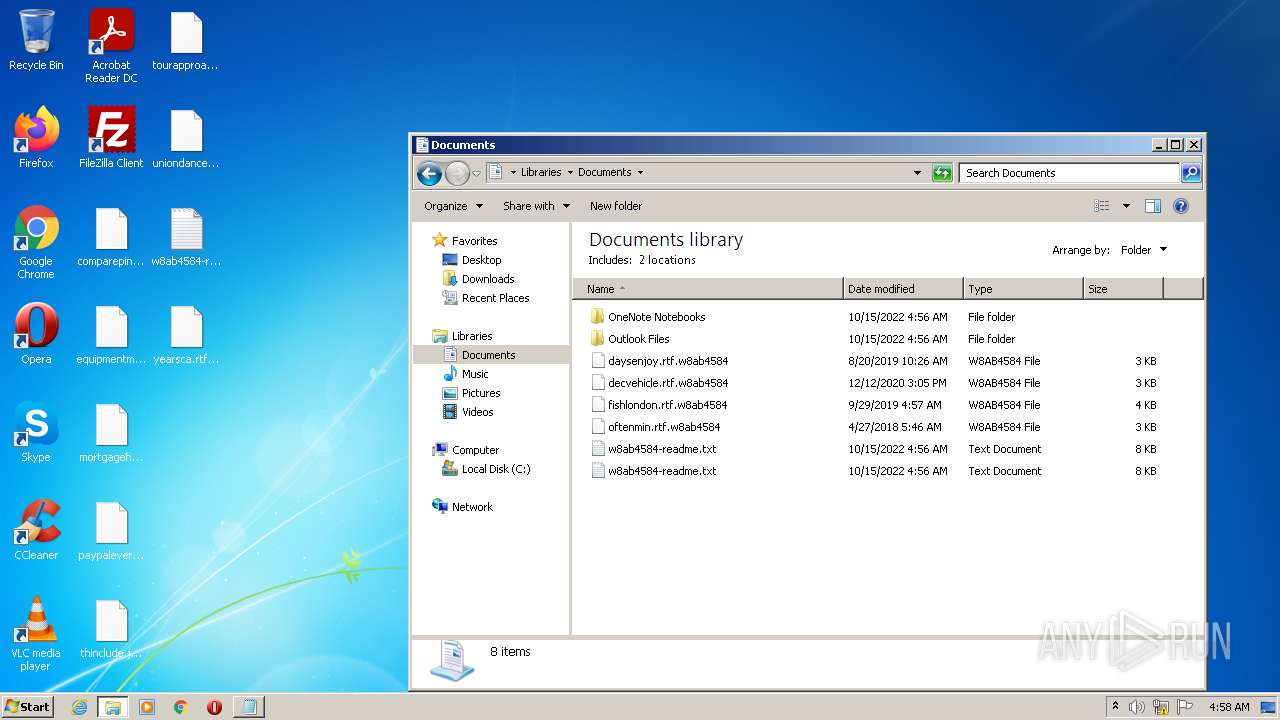 Recycle Bin
Acrobat Reader DC
tourapproa...
Firefox
FileZilla Client
uniondance...
Google Chrome
comparepin...
w8ab4584-r...
Opera
equipmentm...
yearsca.rtf...
Skype
mortgageh...
CCleaner
paypalever...
VLC media player
thinclude.j...
Documents
Libraries
Documents
Search Documents
Organize
Share with
New folder
Favorites
Desktop
Downloads
Recent Places
Libraries
Documents
Music
Pictures
Videos
Computer
Local Disk (C:)
Network
Documents library
Includes: 2 locations
Arrange by: Folder
Name Date modified Type Size
OneNote Notebooks 10/15/2022 4:56 AM File folder
Outlook Files 10/15/2022 4:56 AM File folder
daysenjoy.rtf.w8ab4584 9/20/2019 10:26 AM W8AB4584 File 3 KB
decvehicle.rtf.w8ab4584 12/12/2020 3:05 PM W8AB4584 File KB
fishlondon.rtf.w8ab4584 9/29/2019 4:57 AM W8AB4584 File 4 KB
oftenmin.rtf.w8ab4584 4/27/2018 5:46 AM W8AB4584 File 3 KB
w8ab4584-readme.txt 10/15/2022 4:56 AM Text Document 8 KB
w8ab4584-readme.txt 10/15/2022 4:56 AM Text Document 8 KB
8 items
ANY RUN
Start
4:58 AM